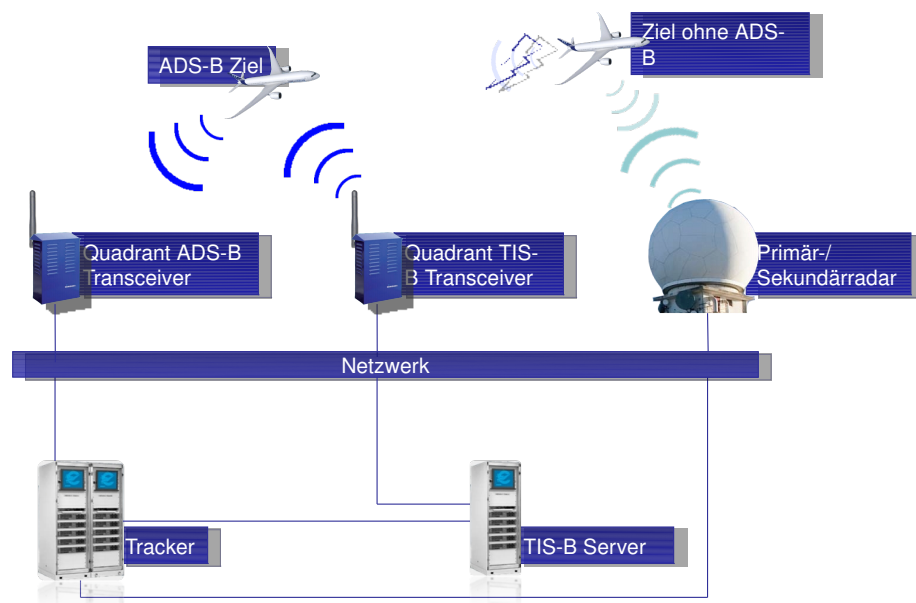 ADS-B Ziel
Ziel ohne ADS-
B
Quadrant ADS-B
Transceiver
Quadrant TIS-
B Transceiver
Primär-/
Sekundärradar
Netzwerk
Tracker
TIS-B Server